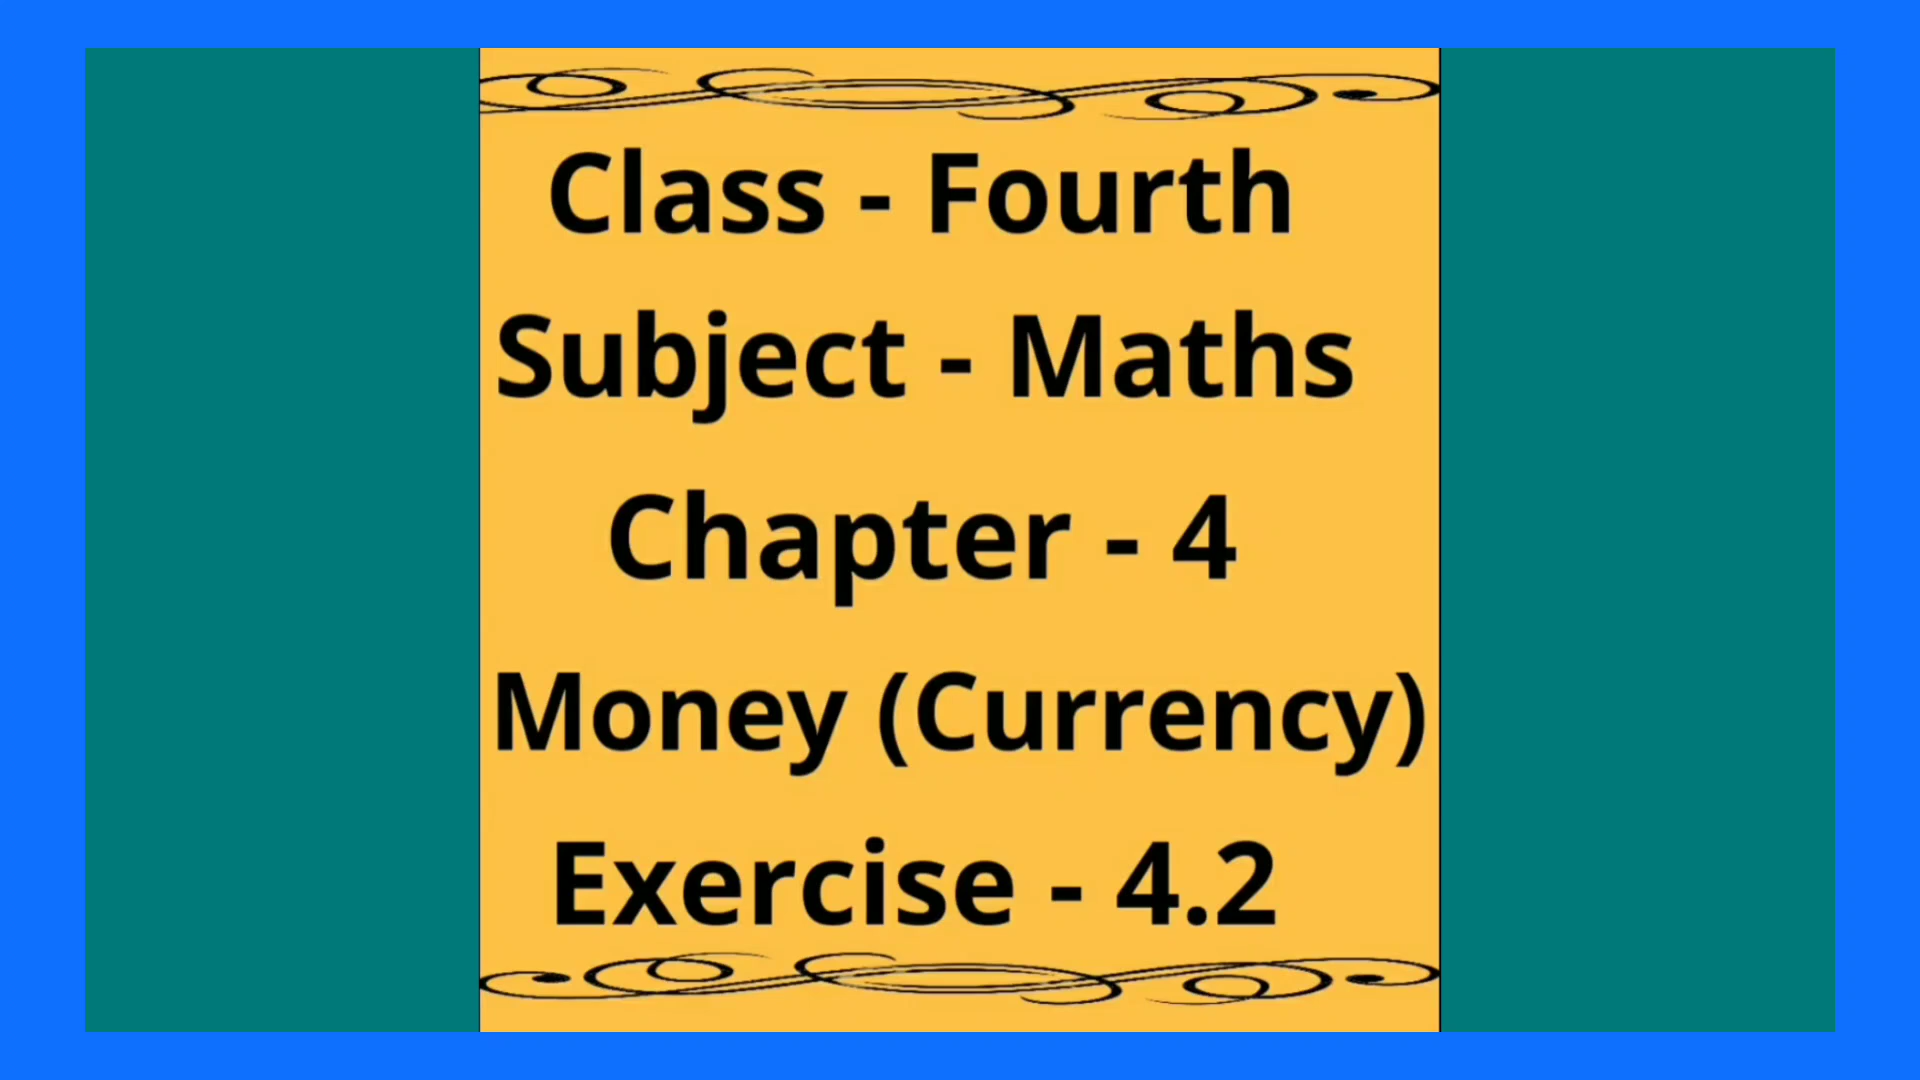 Class - Fourth
Subject - Maths
Chapter - 4
Money (Currency)
Exercise - 4.2